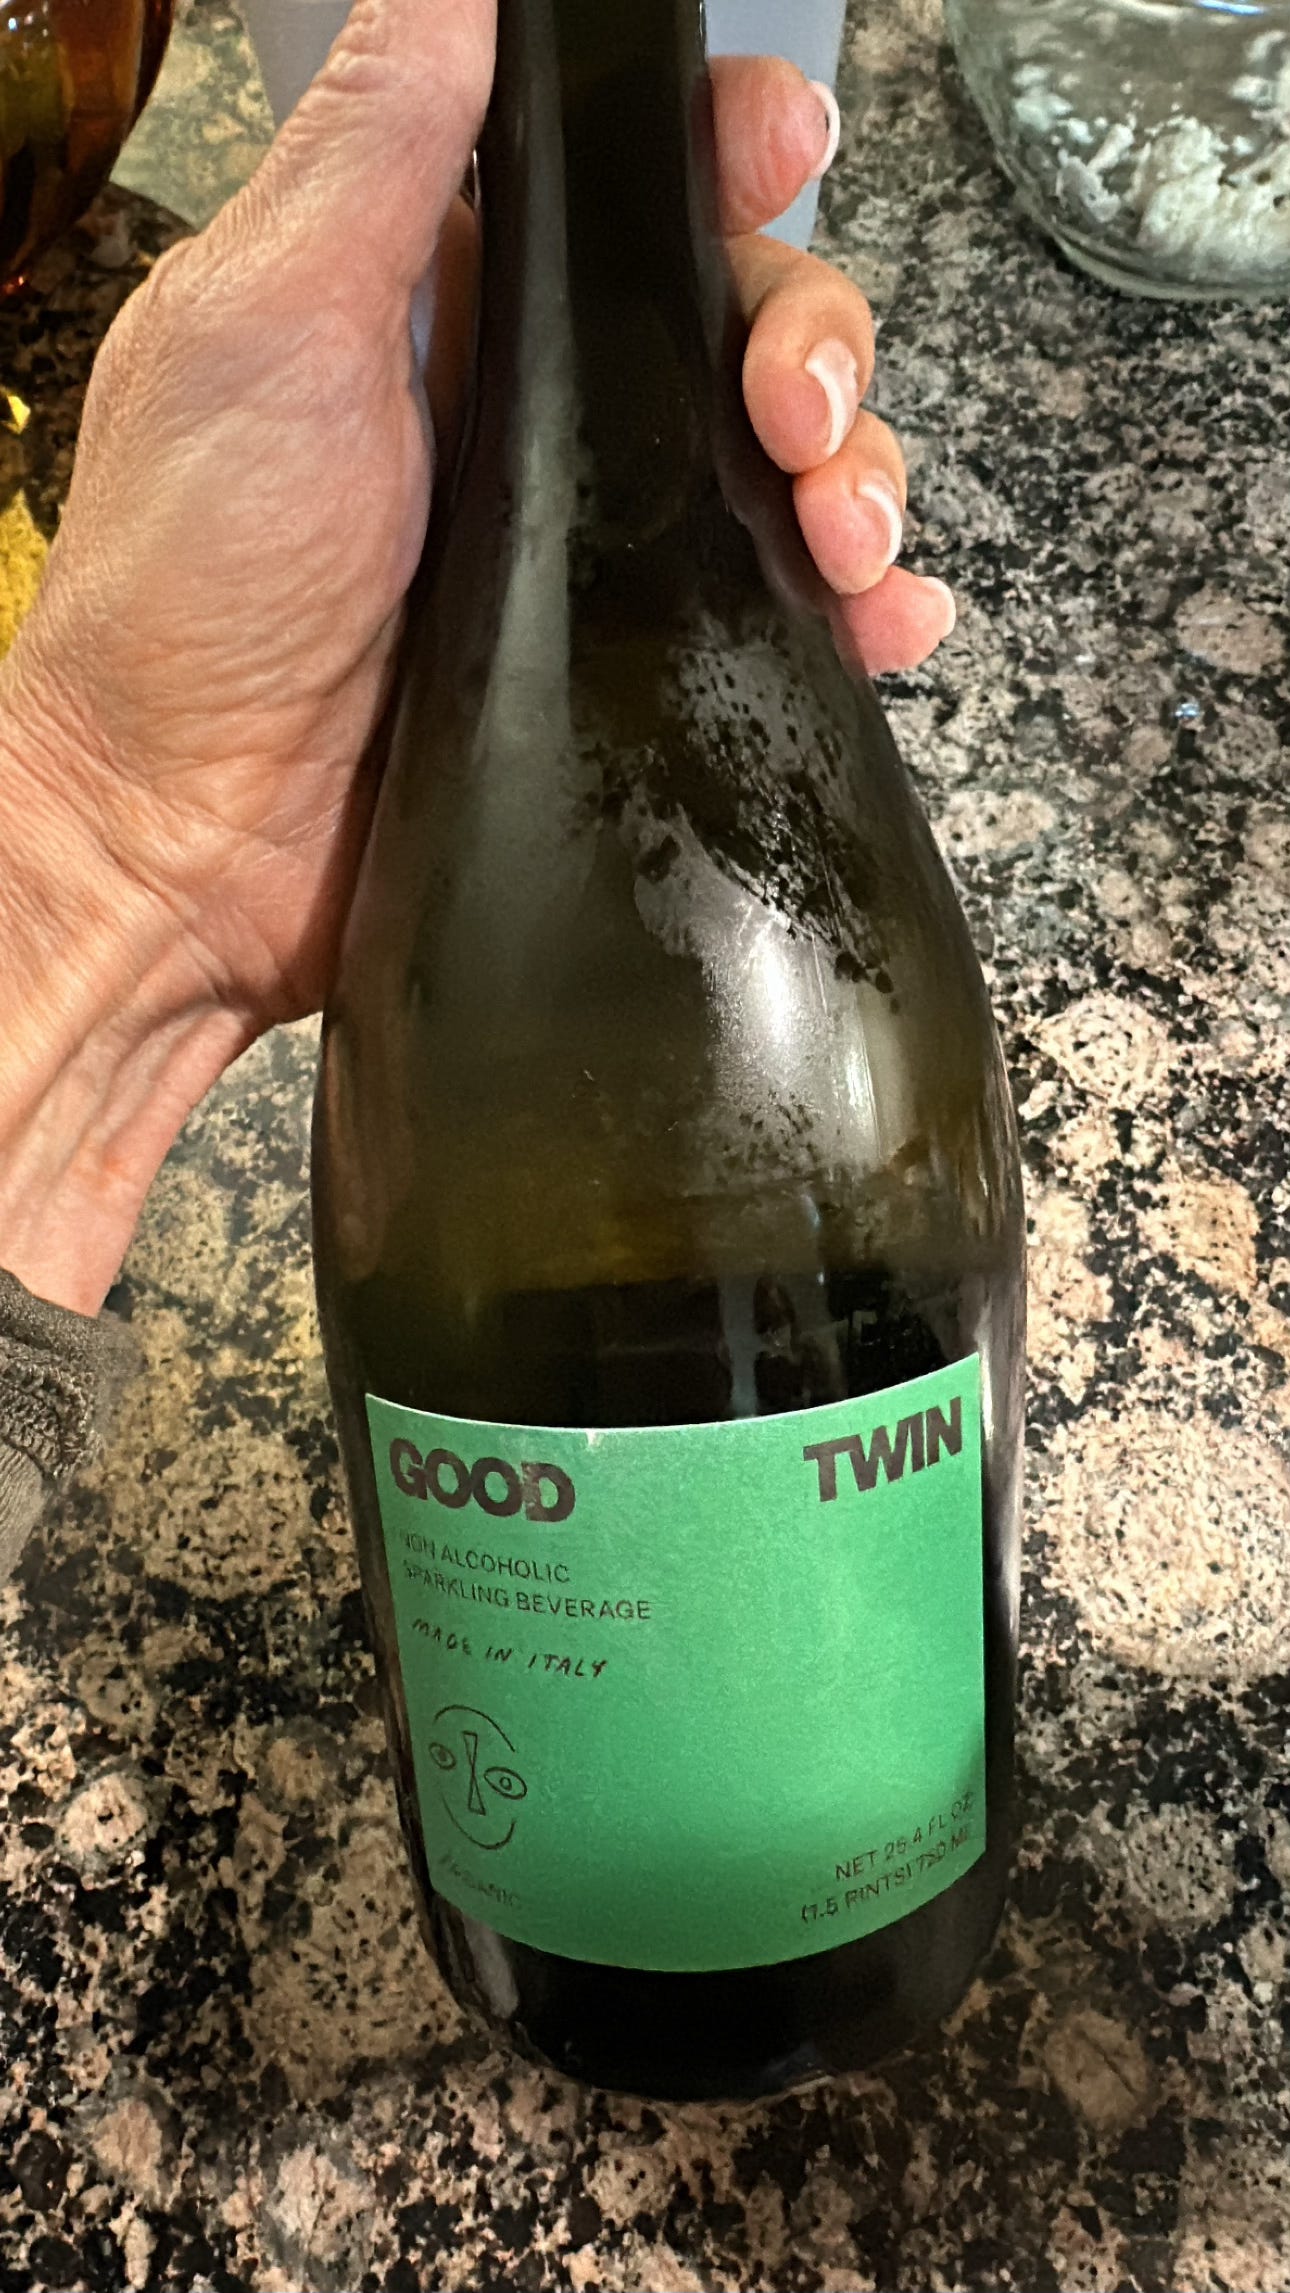 GOOD TWIN
NON ALCOHOLIC
SPARKLING BEVERAGE
MADE IN ITALY
ORGANIC
NET 25.4 FL OZ
(1.5 PINTS) 750 ML